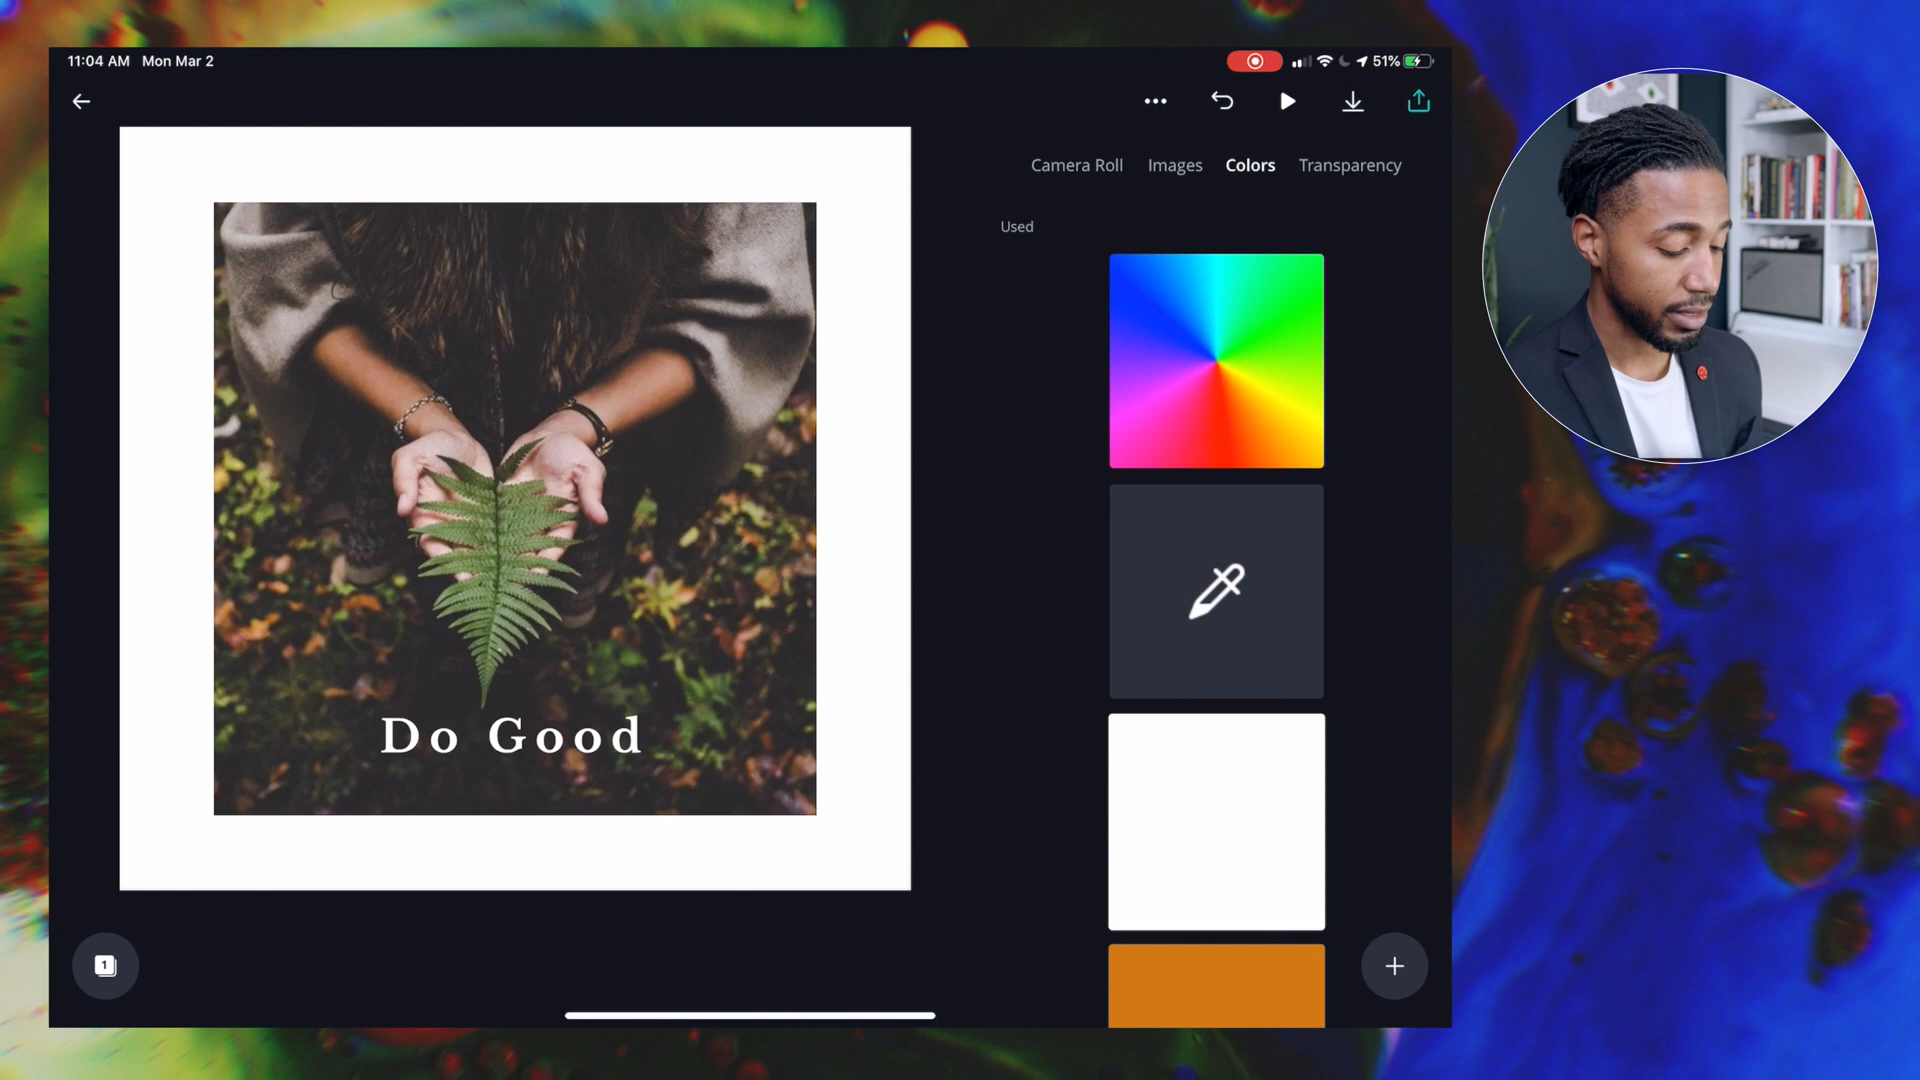 11:04 AM Mon Mar 2
51%
Camera Roll Images Colors Transparency
Used
Do Good
1